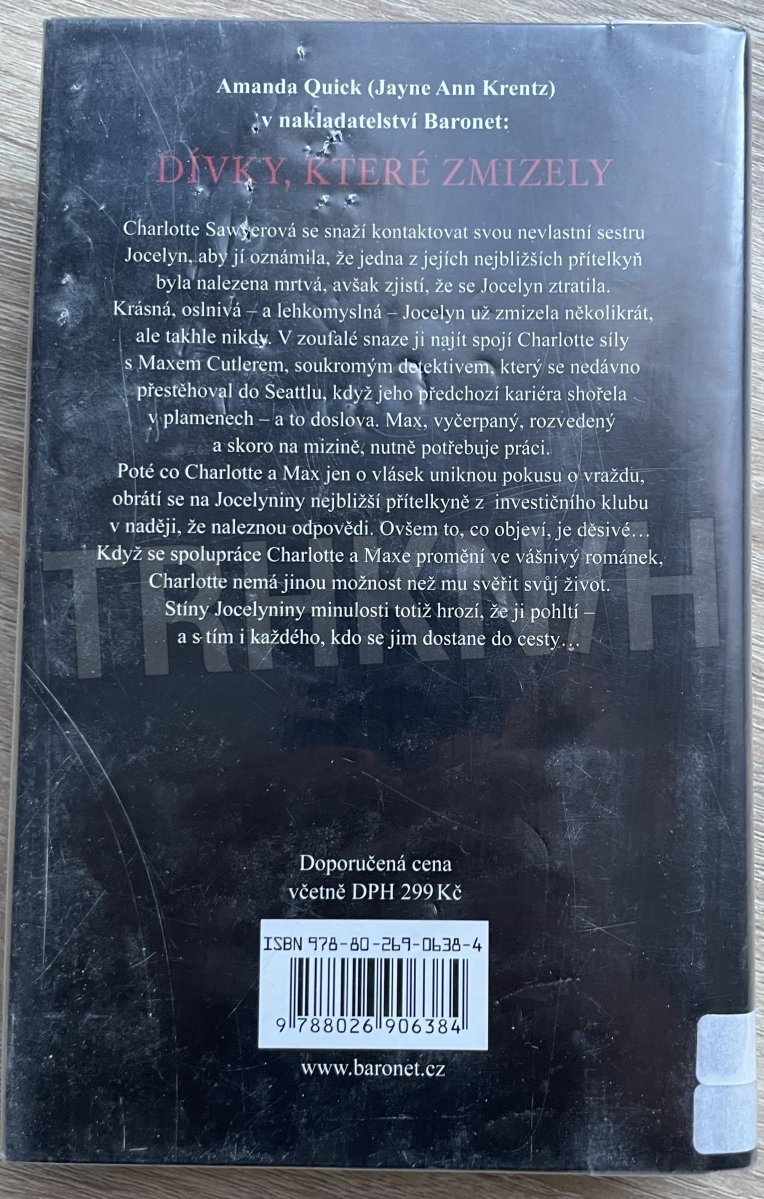 Amanda Quick (Jayne Ann Krentz)
v nakladatelství Baronet:
DÍVKY, KTERÉ ZMIZELY
Charlotte Sawyerová se snaží kontaktovat svou nevlastní sestru
Jocelyn, aby jí oznámila, že jedna z jejích nejbližších přítelkyň
byla nalezena mrtvá, avšak zjistí, že se Jocelyn ztratila.
Krásná, oslnivá – a lehkomyslná – Jocelyn už zmizela několikrát,
ale takhle nikdy. V zoufalé snaze ji najít spojí Charlotte síly
s Maxem Cutlerem, soukromým detektivem, který se nedávno
přestěhoval do Seattlu, když jeho předchozí kariéra shořela
v plamenech – a to doslova. Max, vyčerpaný, rozvedený
a skoro na mizině, nutně potřebuje práci.
Poté co Charlotte a Max jen o vlásek uniknou pokusu o vraždu,
obrátí se na Jocelyniny nejbližší přítelkyně z investičního klubu
v naději, že naleznou odpovědi. Ovšem to, co objeví, je děsivé…
Když se spolupráce Charlotte a Maxe promění ve vášnivý románek,
Charlotte nemá jinou možnost než mu svěřit svůj život.
Stíny Jocelyniny minulosti totiž hrozí, že ji pohltí –
a s tím i každého, kdo se jim dostane do cesty…
Doporučená cena
včetně DPH 299 Kč
ISBN 978-80-269-0638-4
9 788026 906384
www.baronet.cz